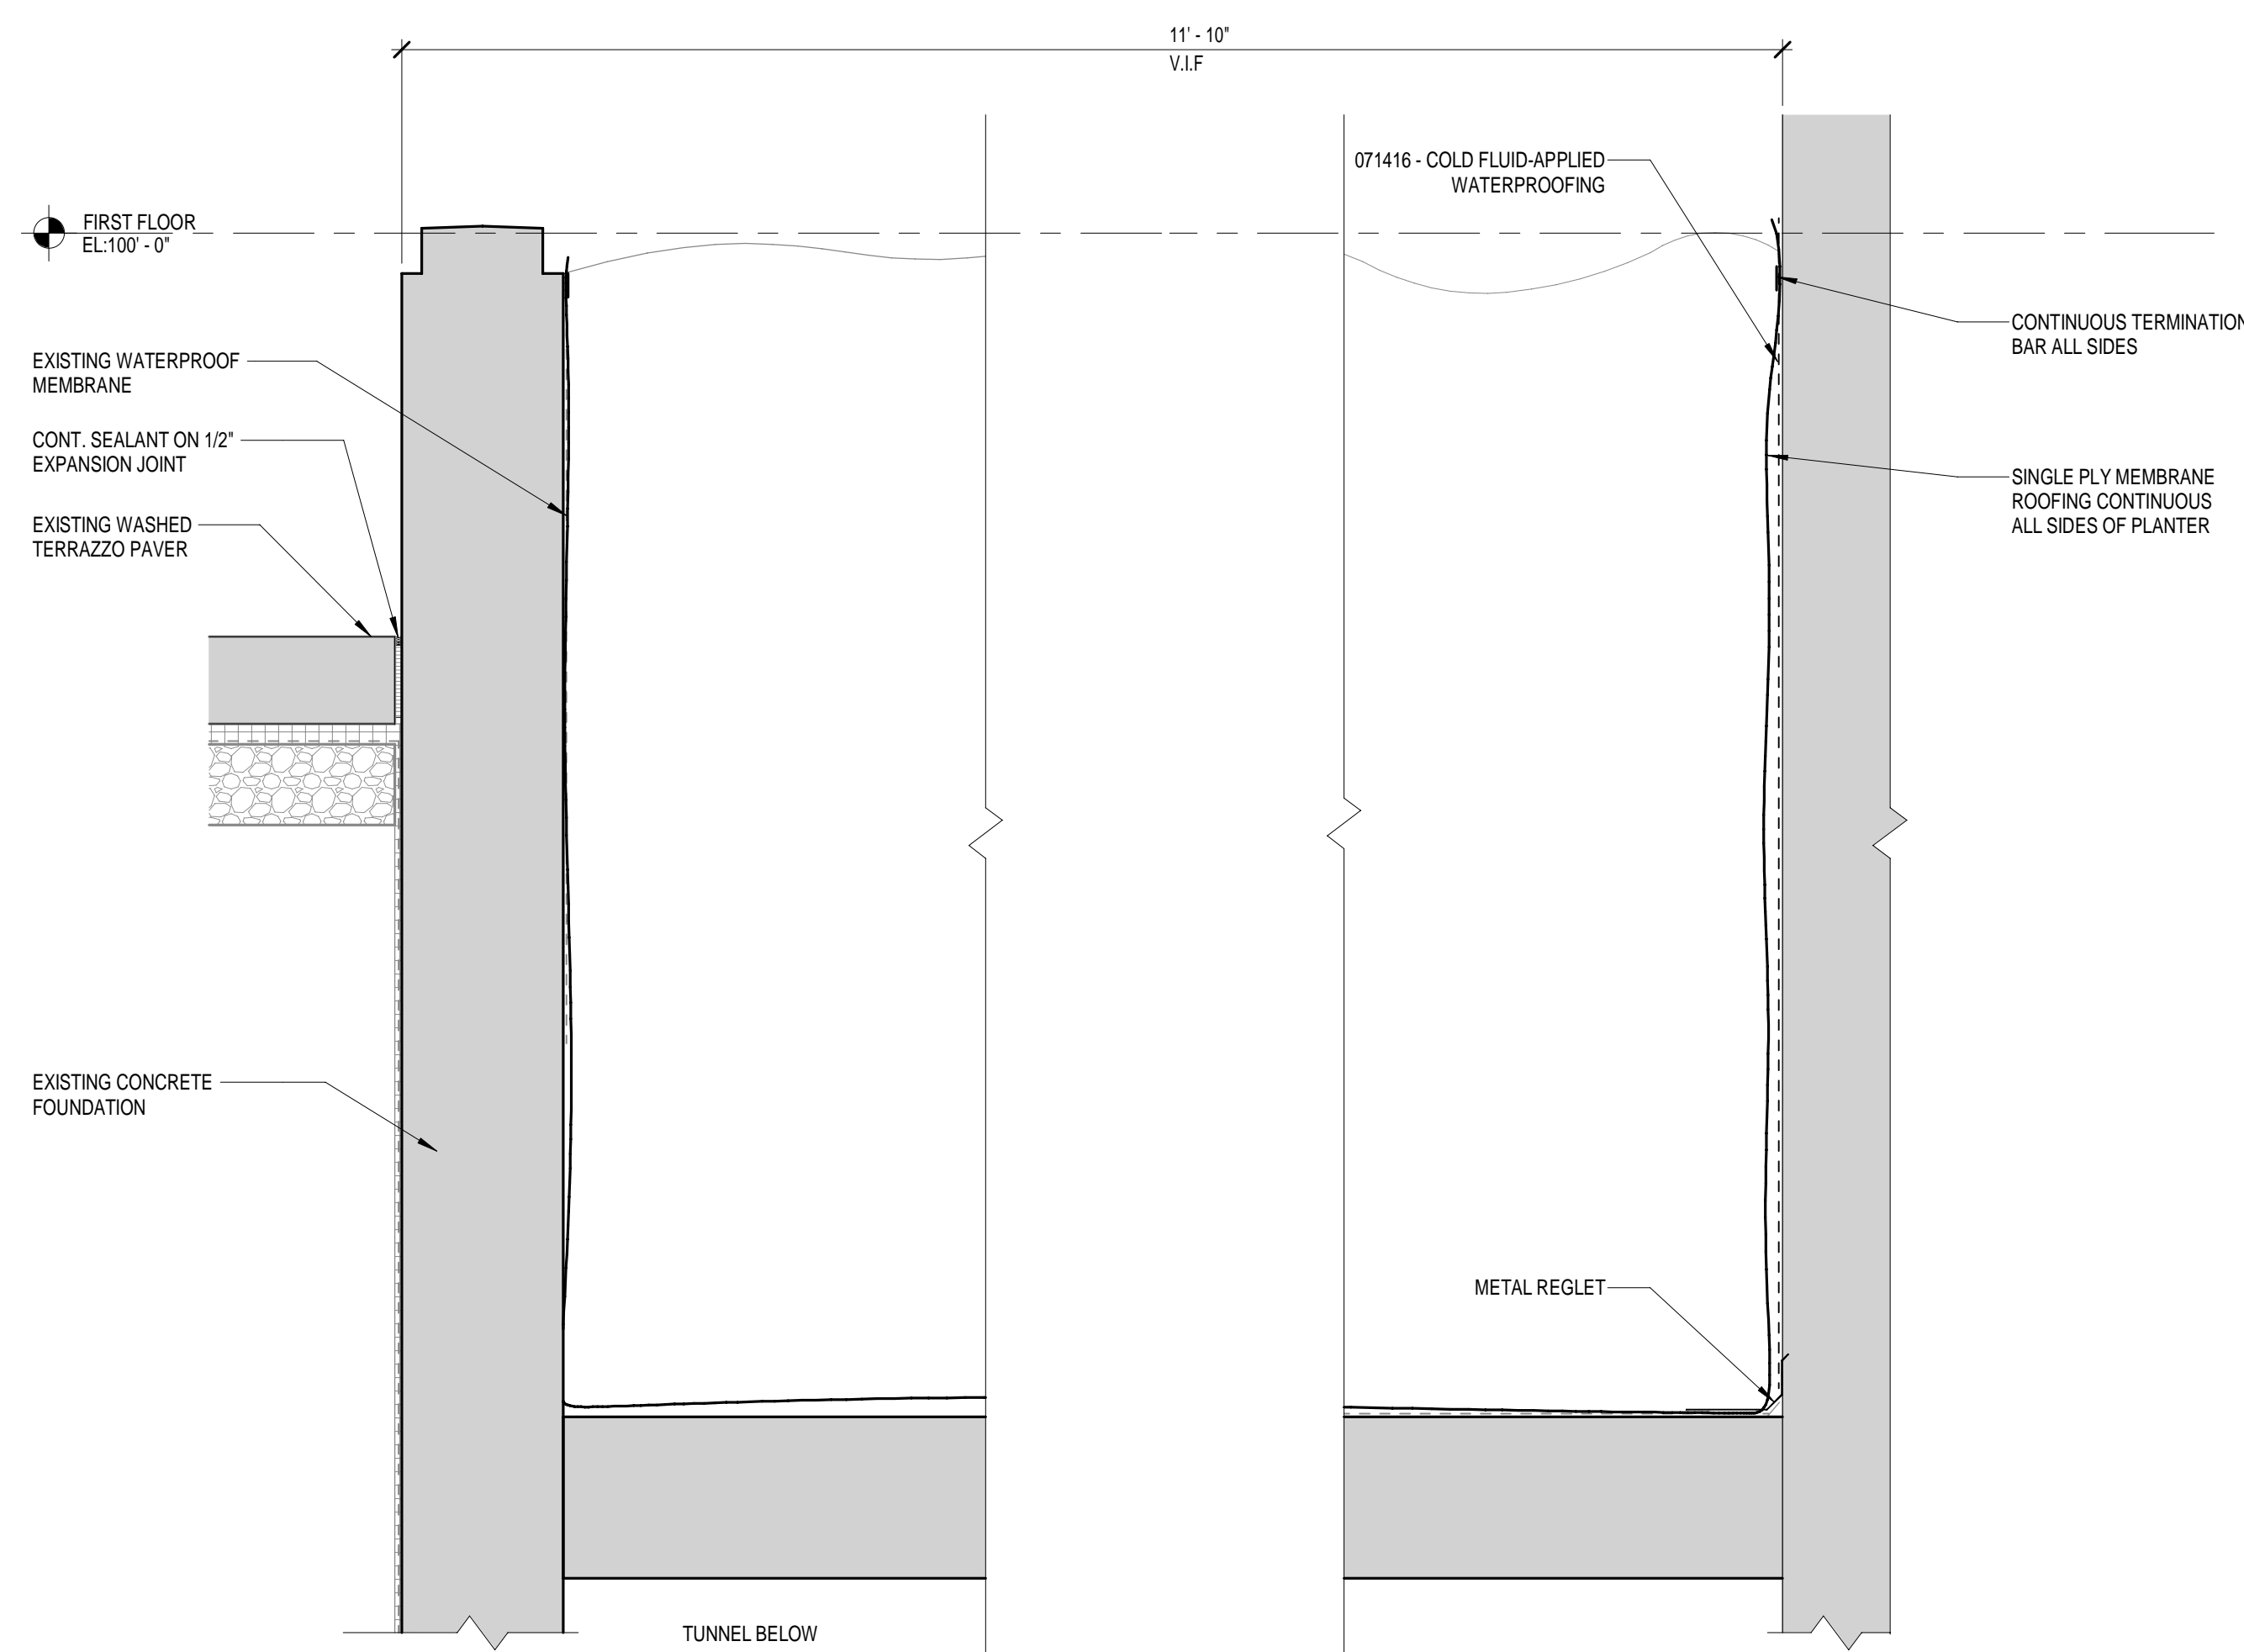 11' - 10"
V.I.F
071416 - COLD FLUID-APPLIED
WATERPROOFING
FIRST FLOOR
EL:100' - 0"
CONTINUOUS TERMINATION
BAR ALL SIDES
EXISTING WATERPROOF
MEMBRANE
CONT. SEALANT ON 1/2"
EXPANSION JOINT
SINGLE PLY MEMBRANE
ROOFING CONTINUOUS
ALL SIDES OF PLANTER
EXISTING WASHED
TERRAZZO PAVER
EXISTING CONCRETE
FOUNDATION
METAL REGLET
TUNNEL BELOW